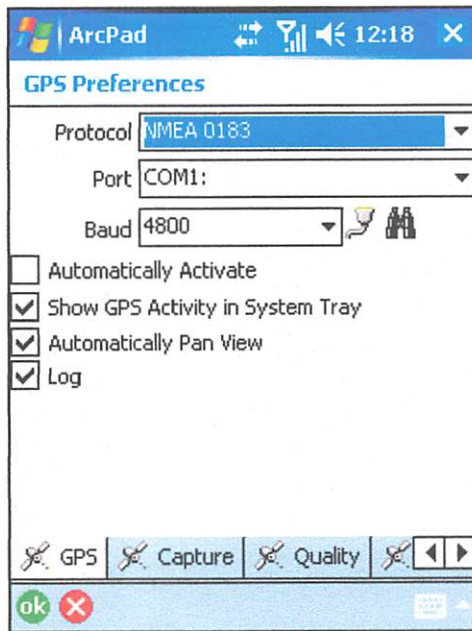 ArcPad 12:18
GPS Preferences
Protocol NMEA 0183
Port COM1:
Baud 4800
Automatically Activate
Show GPS Activity in System Tray
Automatically Pan View
Log
GPS Capture Quality
ok